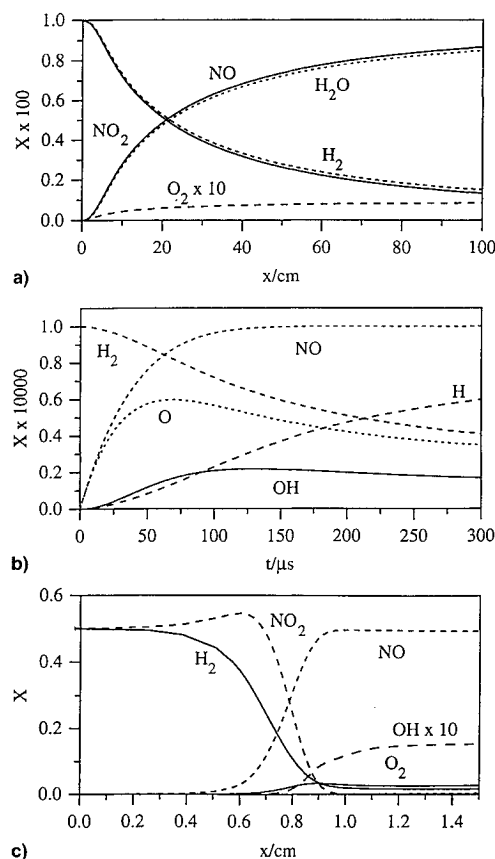 1.0
NO
0.8
H₂O
X x 100
0.6
NO₂
0.4
H₂
0.2
O₂ x 10
0.0
0 20 40 60 80 100
x/cm
a)
1.0
H₂
NO
0.8
H
X x 10000
0.6
O
0.4
0.2
OH
0.0
0 50 100 150 200 250 300
t/μs
b)
0.6
NO₂
H₂
NO
0.4
X
0.2
OH x 10
O₂
0.0
0.0 0.2 0.4 0.6 0.8 1.0 1.2 1.4
x/cm
c)